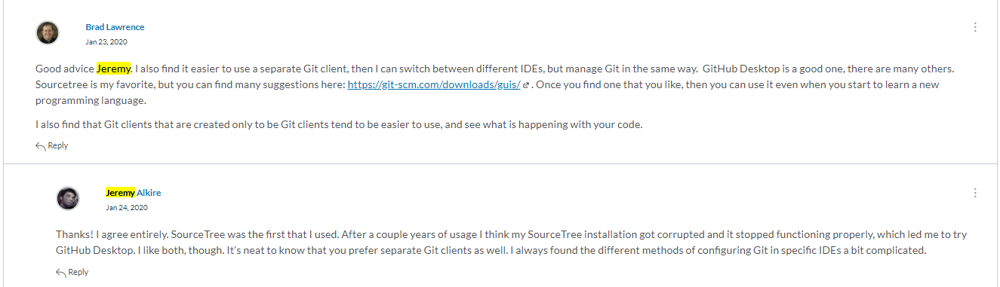 Brad Lawrence
Jan 23, 2020
Good advice Jeremy. I also find it easier to use a separate Git client, then I can switch between different IDEs, but manage Git in the same way.  GitHub Desktop is a good one, there are many others.
Sourcetree is my favorite, but you can find many suggestions here: https://git-scm.com/downloads/guis/ . Once you find one that you like, then you can use it even when you start to learn a new
programming language.
I also find that Git clients that are created only to be Git clients tend to be easier to use, and see what is happening with your code.
Reply
Jeremy Alkire
Jan 24, 2020
Thanks! I agree entirely. SourceTree was the first that I used. After a couple years of usage I think my SourceTree installation got corrupted and it stopped functioning properly, which led me to try
GitHub Desktop. I like both, though. It's neat to know that you prefer separate Git clients as well. I always found the different methods of configuring Git in specific IDEs a bit complicated.
Reply